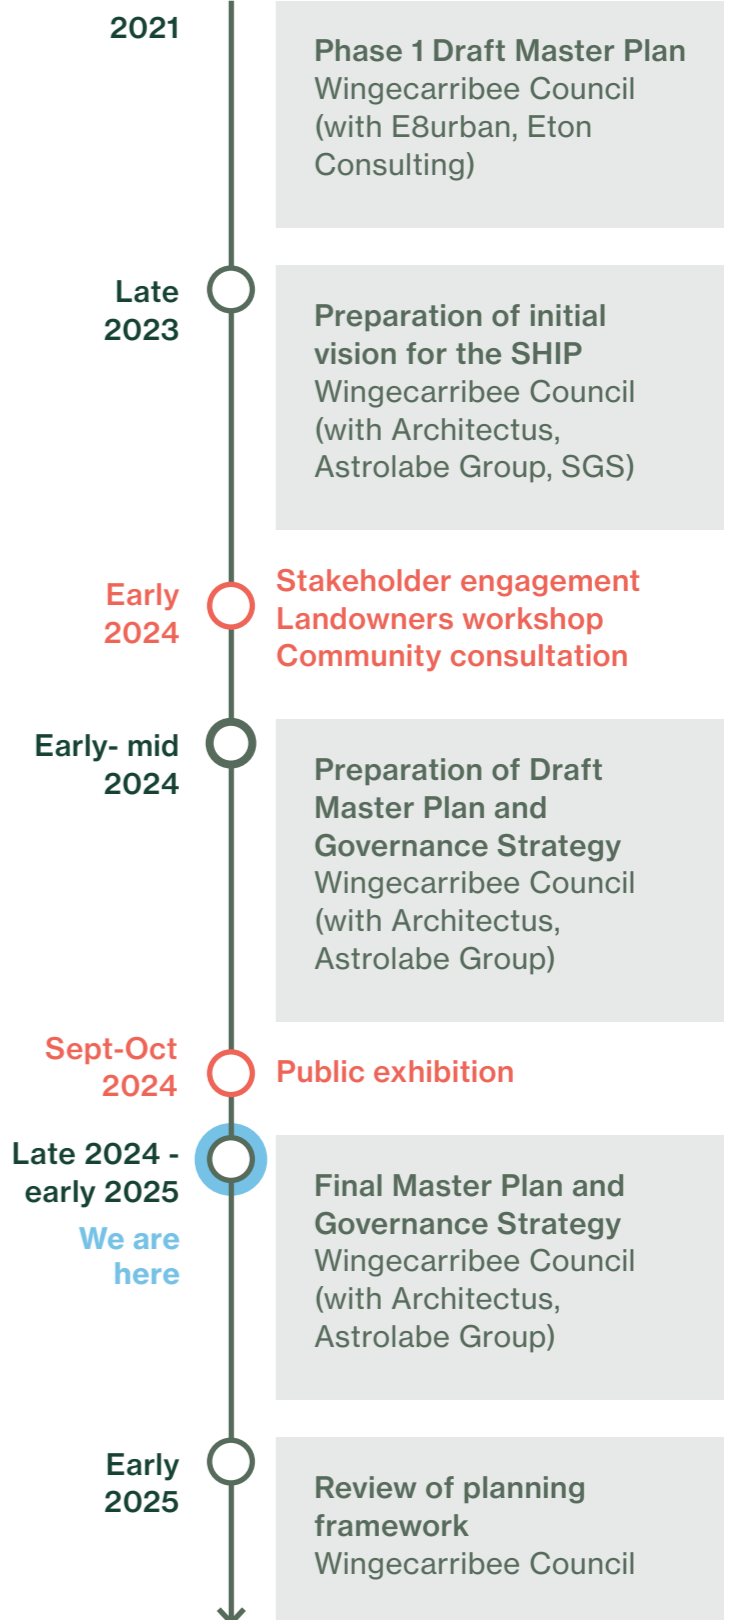 2021
Phase 1 Draft Master Plan
Wingecarribee Council
(with E8urban, Eton
Consulting)
Late
2023
Preparation of initial
vision for the SHIP
Wingecarribee Council
(with Architectus,
Astrolabe Group, SGS)
Early
2024
Stakeholder engagement
Landowners workshop
Community consultation
Early- mid
2024
Preparation of Draft
Master Plan and
Governance Strategy
Wingecarribee Council
(with Architectus,
Astrolabe Group)
Sept-Oct
2024
Public exhibition
Late 2024 -
early 2025
We are
here
Final Master Plan and
Governance Strategy
Wingecarribee Council
(with Architectus,
Astrolabe Group)
Early
2025
Review of planning
framework
Wingecarribee Council